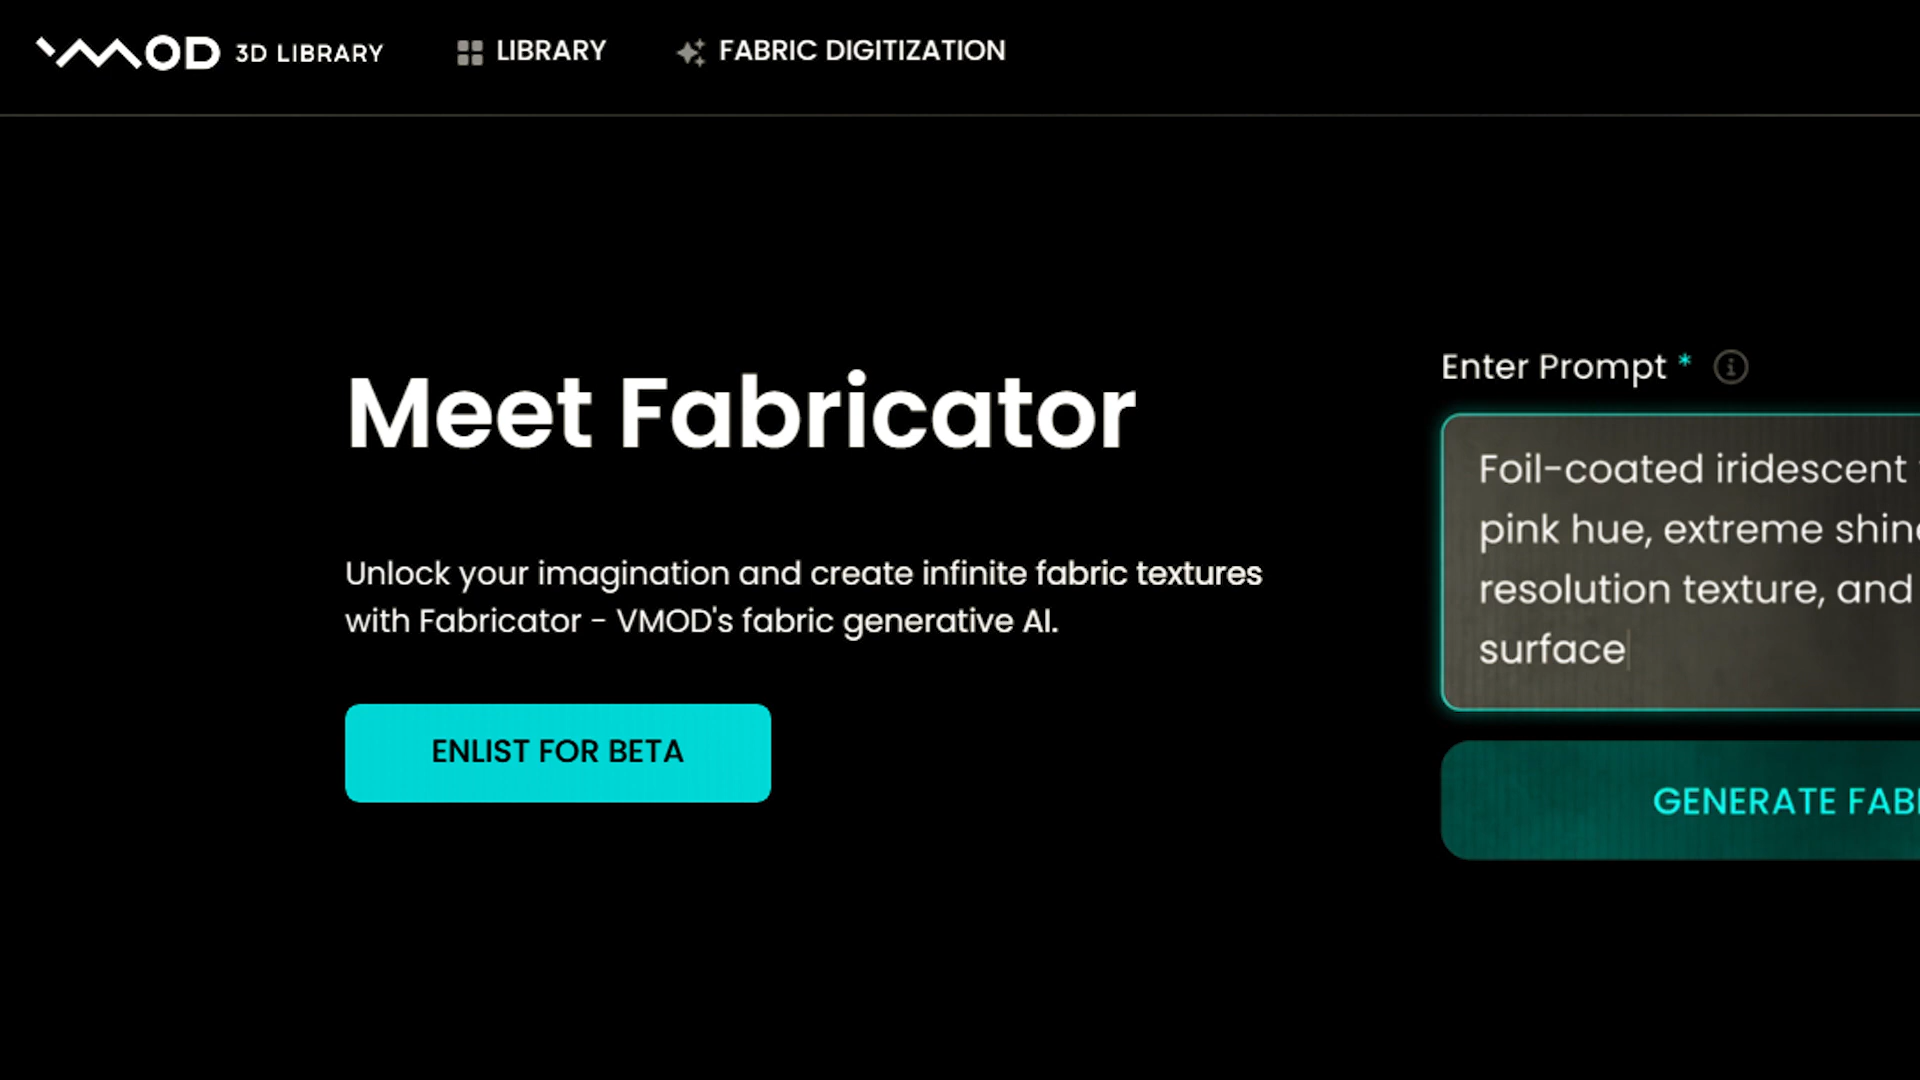 VMOD 3D LIBRARY LIBRARY FABRIC DIGITIZATION
Meet Fabricator
Unlock your imagination and create infinite fabric textures
with Fabricator - VMOD's fabric generative AI.
ENLIST FOR BETA
Enter Prompt *
Foil-coated iridescent
pink hue, extreme
resolution texture, and
surface
GENERATE